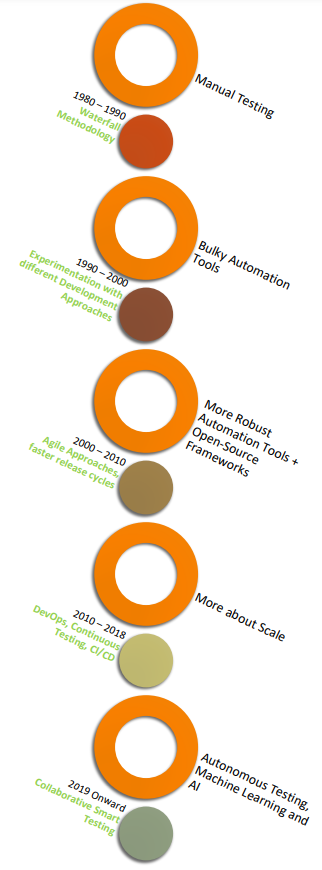 Manual Testing
1980 – 1990
Waterfall
Methodology
Bulky Automation
Tools
1990 – 2000
Experimentation with
different Development
Approaches
More Robust
Automation Tools +
Open-Source
Frameworks
2000 – 2010
Agile Approaches,
faster release cycles
More about Scale
2010 – 2018
DevOps, Continuous
Testing, CI/CD
Autonomous Testing,
Machine Learning and
AI
2019 Onward
Collaborative Smart
Testing